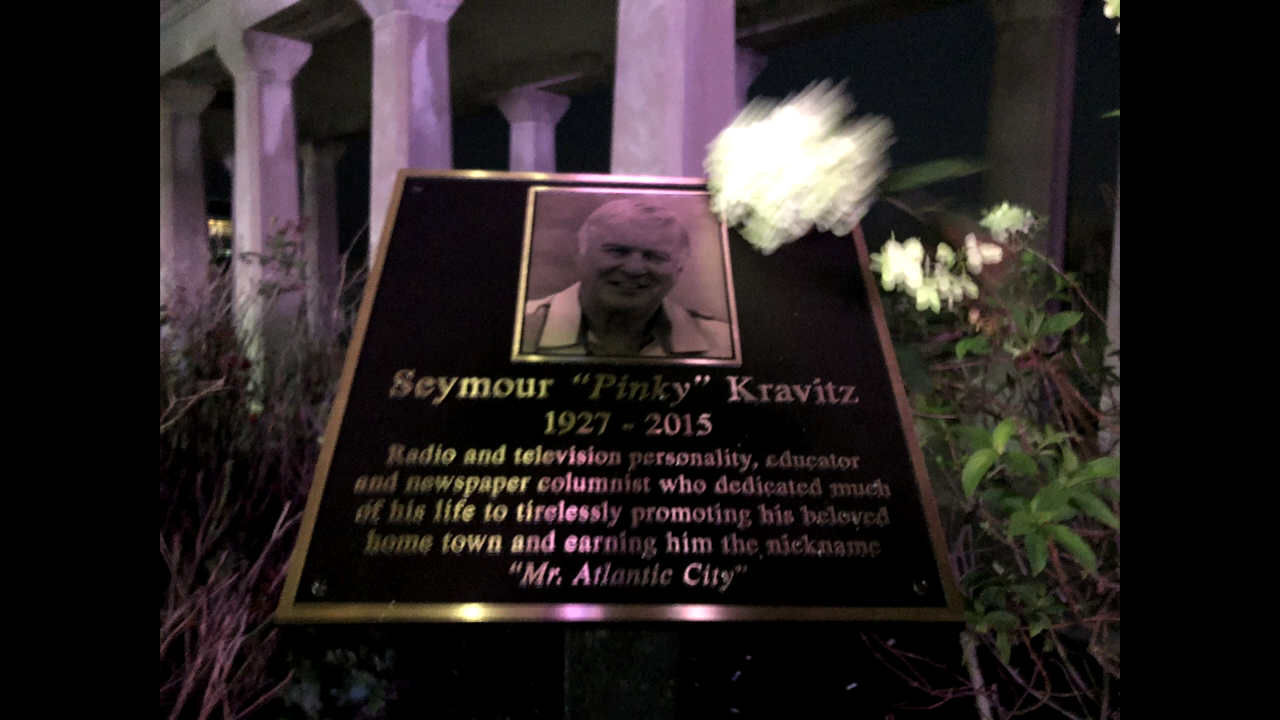 Seymour “Pinky” Kravitz
1927 - 2015
Radio and television personality, educator
and newspaper columnist who dedicated much
of his life to tirelessly promoting his beloved
home town and earning him the nickname
“Mr. Atlantic City”